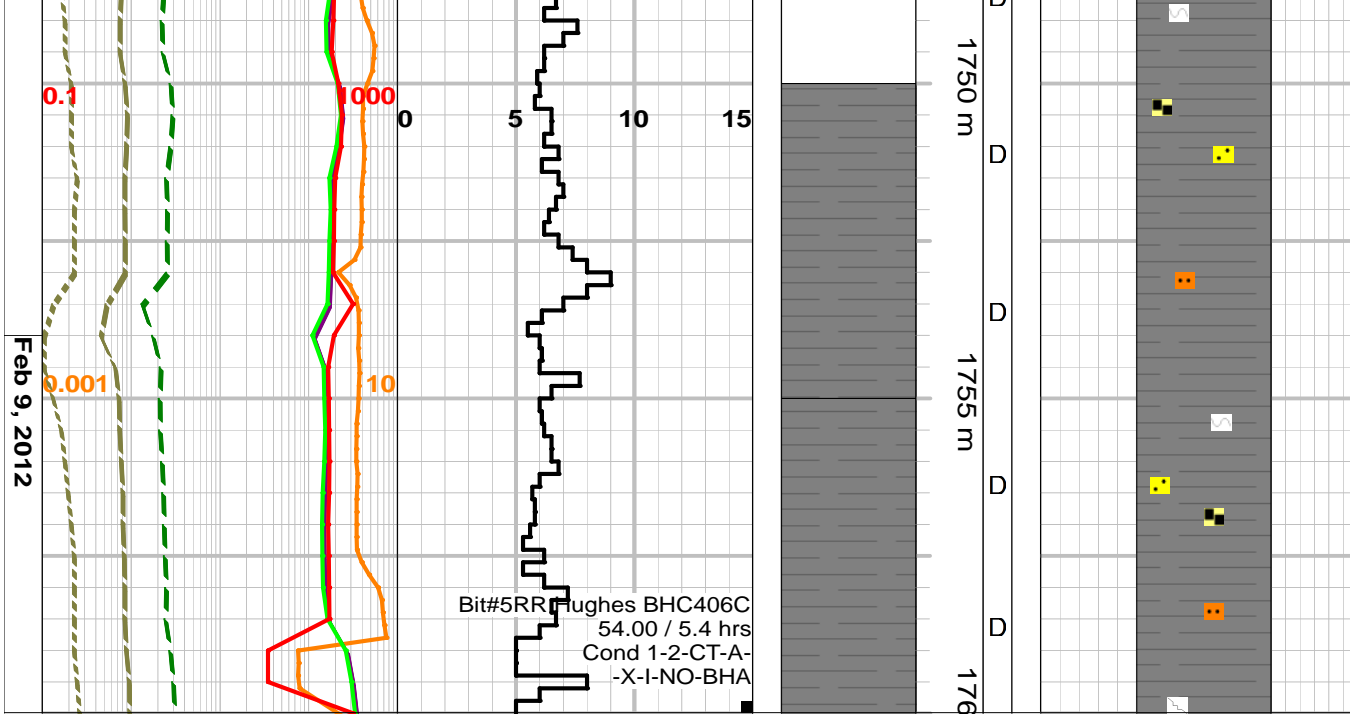 D
0.1
1000
0
5
10
15
1750 m
D
D
Feb 9, 2012
0.001
10
1755 m
D
Bit#5RR Hughes BHC406C
54.00 / 5.4 hrs
Cond 1-2-CT-A-
-X-I-NO-BHA
D
176